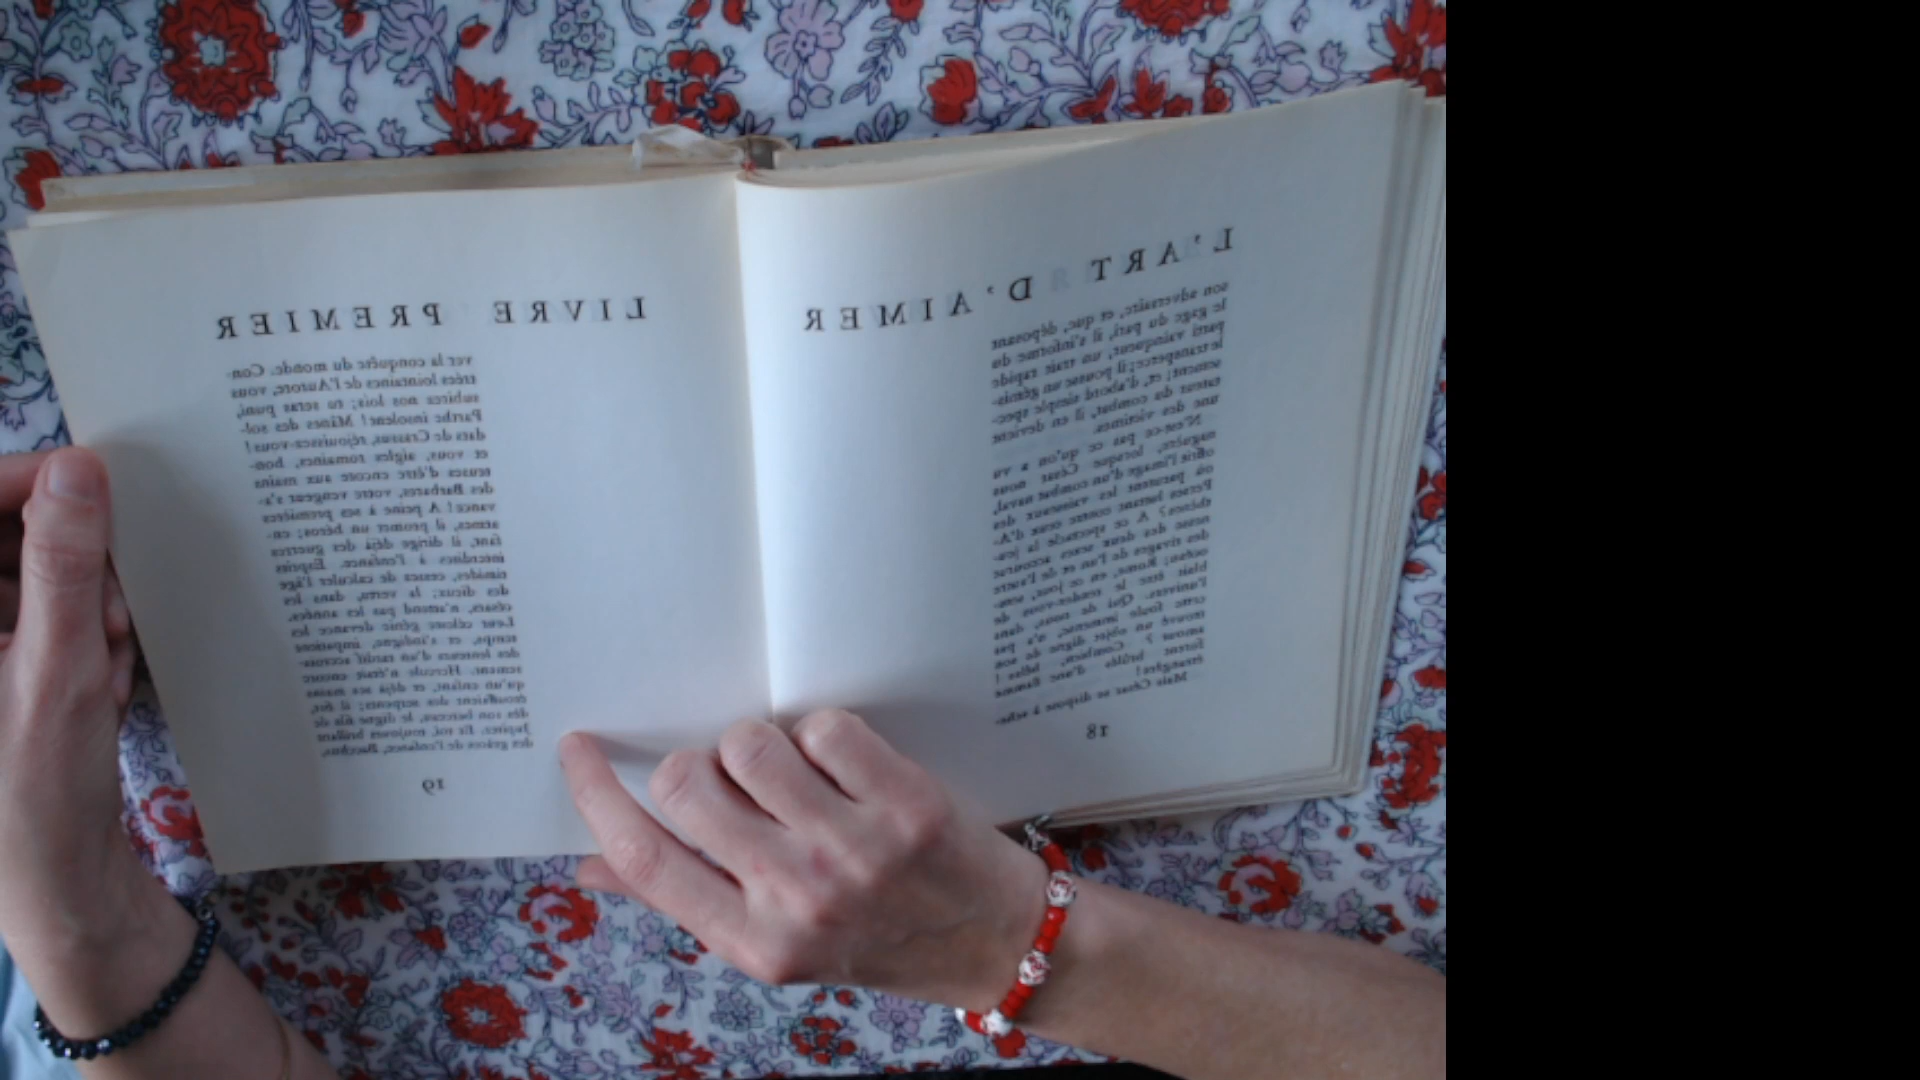 L'ART D'AIMER
son adversaire, et que, déposant
le gage du pari, il s'informe du
parti vainqueur, un trait rapide
le transperce; il pousse un gémis-
sement; et, d'abord simple spec-
tateur du combat, il en devient
une des victimes.
N'est-ce pas ce qu'on a vu
naguère, lorsque César nous
offrit l'image d'un combat naval,
où parurent les vaisseaux des
Perses luttant contre ceux d'A-
thènes? A ce spectacle la jeu-
nesse des deux sexes accourut
des rivages de l'un et de l'autre
océan; Rome, en ce jour, sem-
blait être le rendez-vous de
l'univers. Qui de nous, dans
cette foule immense, n'a pas
trouvé un objet digne de son
amour? Combien, hélas!
furent brûlés d'une flamme
étrangère!
Mais César se dispose à ache-
18
LIVRE PREMIER
ver la conquête du monde. Con-
trées lointaines de l'Aurore, vous
subirez nos lois; tu seras puni,
Parthe insolent! Mânes des sol-
dats de Crassus, réjouissez-vous!
et vous, aigles romaines, hon-
teuses d'être encore aux mains
des Barbares, votre vengeur s'a-
vance! A peine à ses premières
armes, il promet un héros; en-
fant, il dirige déjà des guerres
interdites à l'enfance. Esprits
timides, cessez de calculer l'âge
des dieux; la vertu, dans les
césars, n'attend pas les années.
Leur céleste génie devance les
temps, et s'indigne, impatient
des lenteurs d'un tardif accrois-
sement. Hercule n'était encore
qu'un enfant, et déjà ses mains
étouffaient des serpents; il fut,
dès son berceau, le digne fils de
Jupiter. Et toi, toujours brillant
des grâces de l'enfance, Bacchus,
19